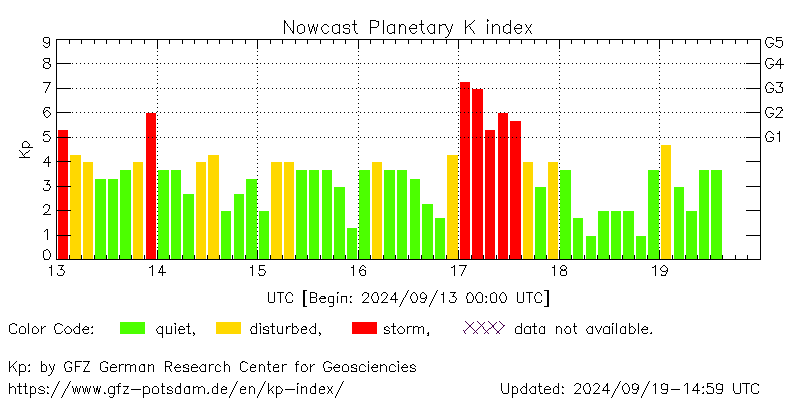 Nowcast Planetary K index
9 G5
8 G4
7 G3
6 G2
5 G1
4
3
2
1
0
Kp
13 14 15 16 17 18 19
UTC [Begin: 2024/09/13 00:00 UTC]
Color Code: quiet, disturbed, storm, data not available.
Kp: by GFZ German Research Center for Geosciencies
https://www.gfz-potsdam.de/en/kp-index/ Updated: 2024/09/19-14:59 UTC